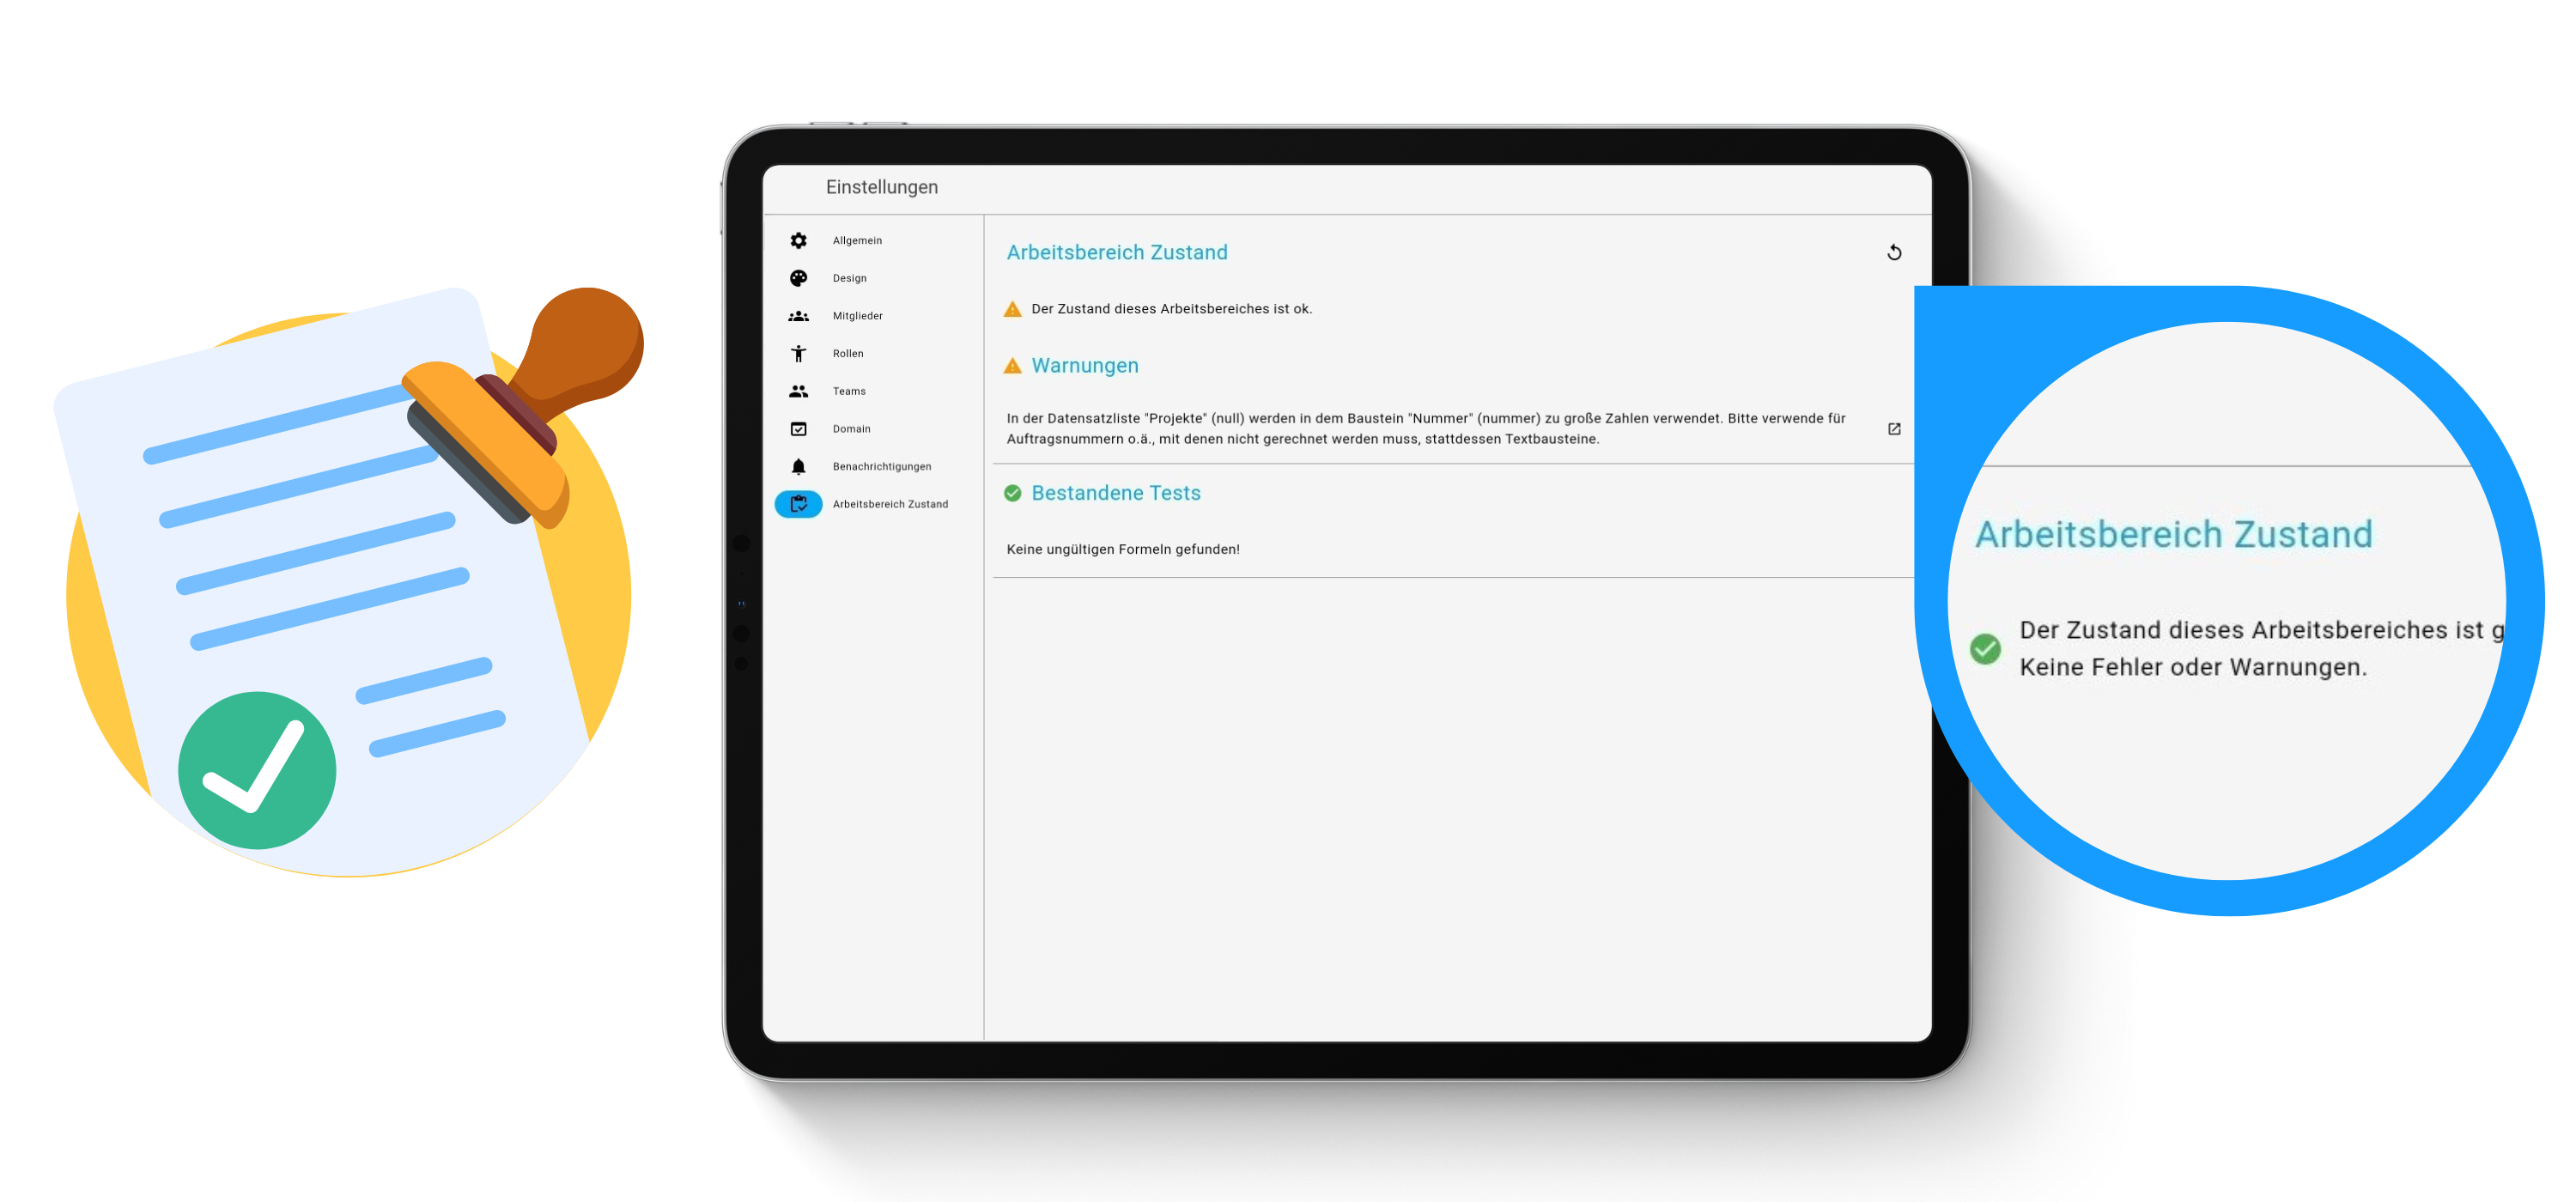 Einstellungen
Allgemein
Design
Mitglieder
Rollen
Teams
Domain
Benachrichtigungen
Arbeitsbereich Zustand
Arbeitsbereich Zustand
Der Zustand dieses Arbeitsbereiches ist ok.
Warnungen
In der Datensatzliste "Projekte" (null) werden in dem Baustein "Nummer" (nummer) zu große Zahlen verwendet. Bitte verwende für
Auftragsnummern o.ä., mit denen nicht gerechnet werden muss, stattdessen Textbausteine.
Bestandene Tests
Keine ungültigen Formeln gefunden!
Arbeitsbereich Zustand
Der Zustand dieses Arbeitsbereiches ist
Keine Fehler oder Warnungen.